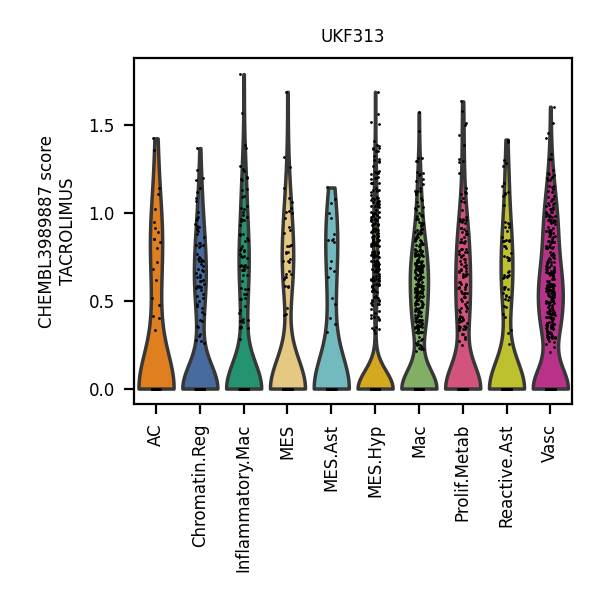 UKF313
CHEMBL3989887 score
TACROLIMUS
1.5
1.0
0.5
0.0
AC
Chromatin.Reg
Inflammatory.Mac
MES
MES.Ast
MES.Hyp
Mac
Prolif.Metab
Reactive.Ast
Vasc